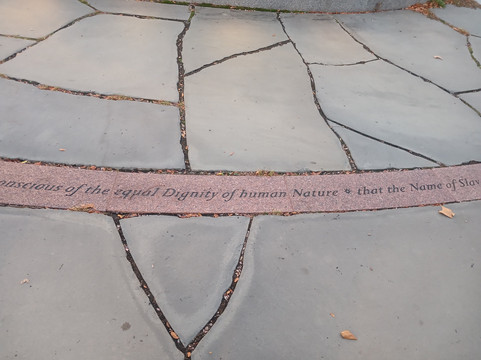 onscious of the equal Dignity of human Nature ⋄ that the Name of Slav